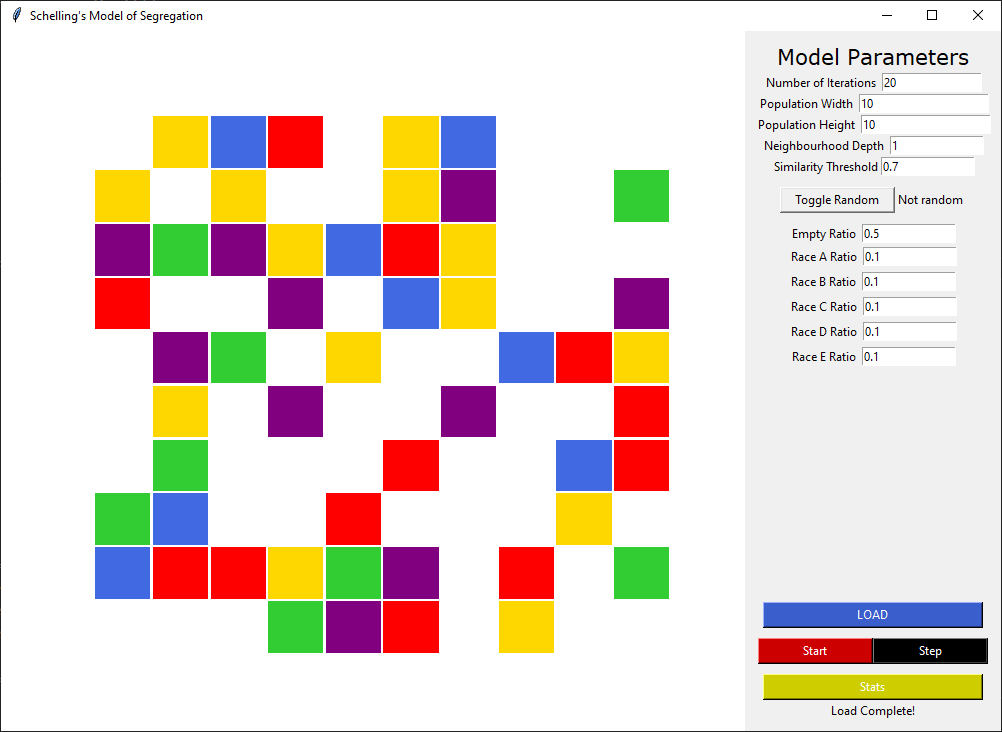 Schelling's Model of Segregation
Model Parameters
Number of Iterations 20
Population Width 10
Population Height 10
Neighbourhood Depth 1
Similarity Threshold 0.7
Toggle Random Not random
Empty Ratio 0.5
Race A Ratio 0.1
Race B Ratio 0.1
Race C Ratio 0.1
Race D Ratio 0.1
Race E Ratio 0.1
LOAD
Start Step
Stats
Load Complete!